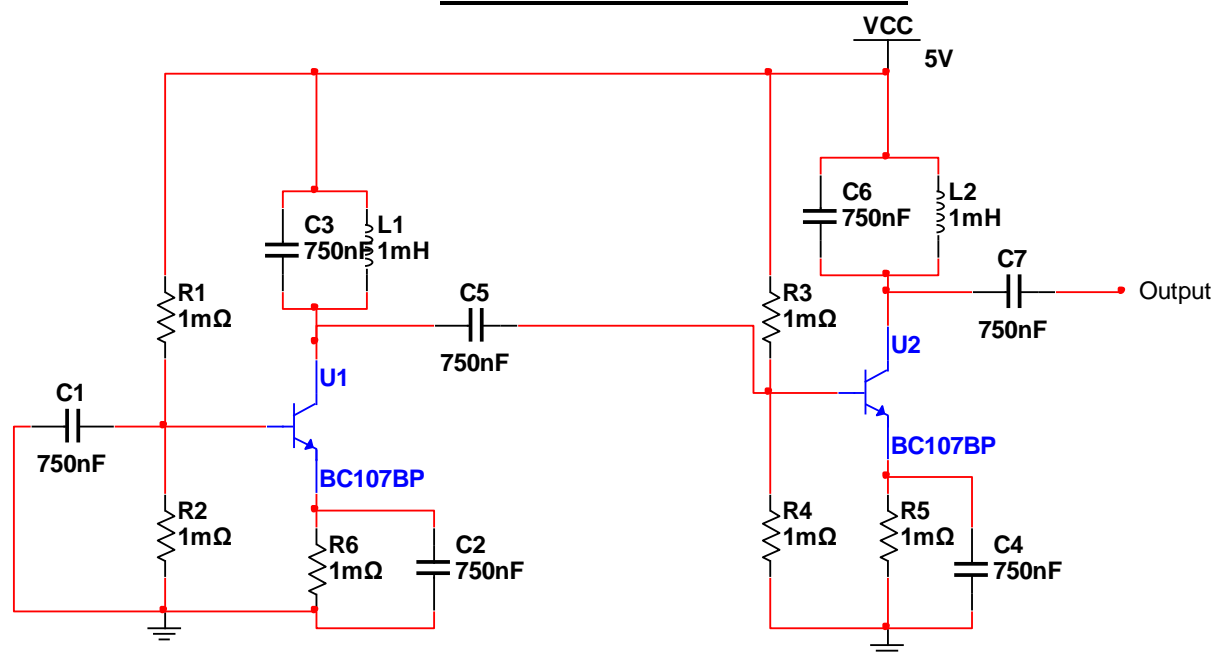 VCC
5V
C3
750nF
L1
1mH
C6
750nF
L2
1mH
R1
1mΩ
C5
750nF
R3
1mΩ
C7
750nF
Output
U1
U2
C1
750nF
BC107BP
BC107BP
R2
1mΩ
R6
1mΩ
C2
750nF
R4
1mΩ
R5
1mΩ
C4
750nF